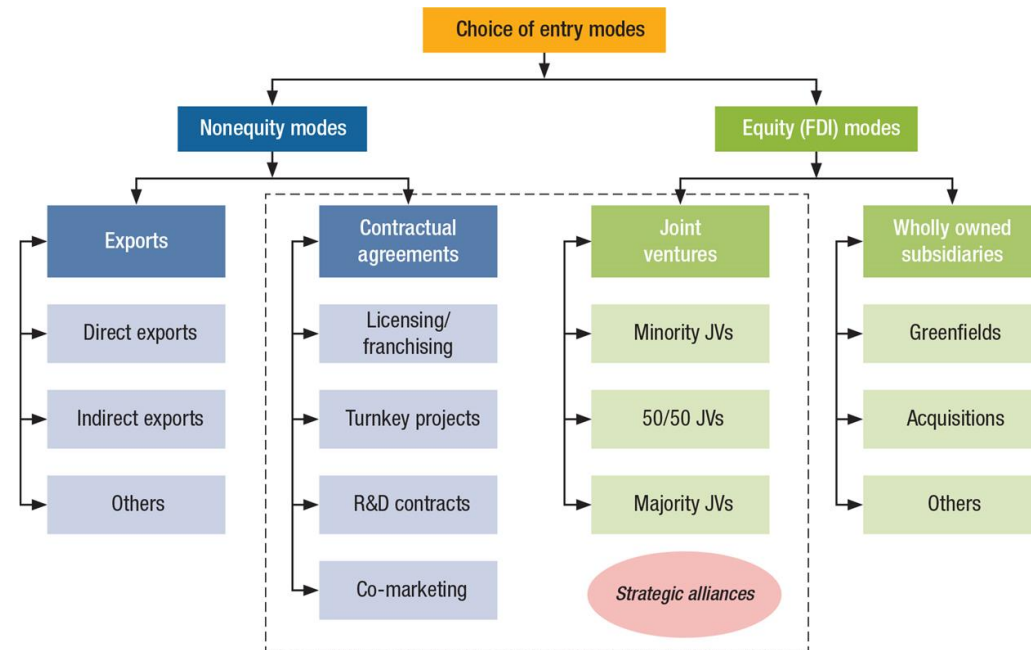 Choice of entry modes
Nonequity modes
Equity (FDI) modes
Exports
Direct exports
Indirect exports
Others
Contractual
agreements
Licensing/
franchising
Turnkey projects
R&D contracts
Co-marketing
Joint
ventures
Minority JVs
50/50 JVs
Majority JVs
Strategic alliances
Wholly owned
subsidiaries
Greenfields
Acquisitions
Others